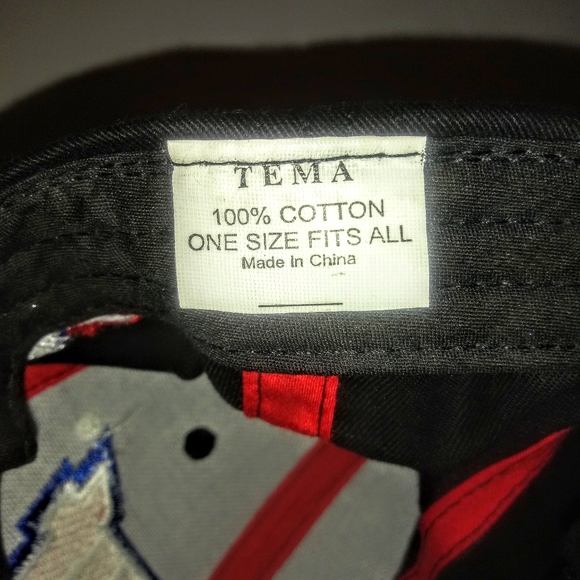 TEMA
100% COTTON
ONE SIZE FITS ALL
Made In China